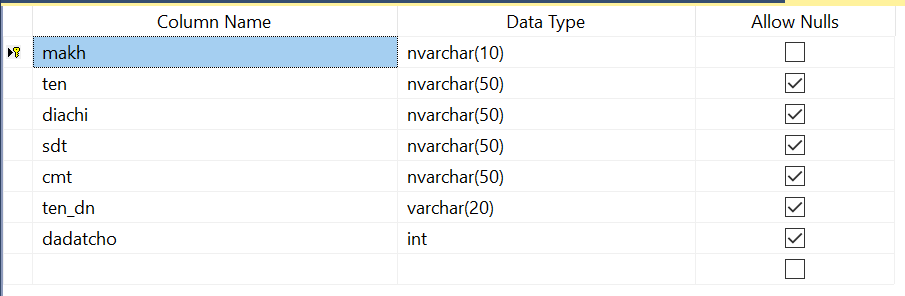 Column Name Data Type Allow Nulls
makh nvarchar(10)
ten nvarchar(50)
diachi nvarchar(50)
sdt nvarchar(50)
cmt nvarchar(50)
ten_dn varchar(20)
dadatcho int